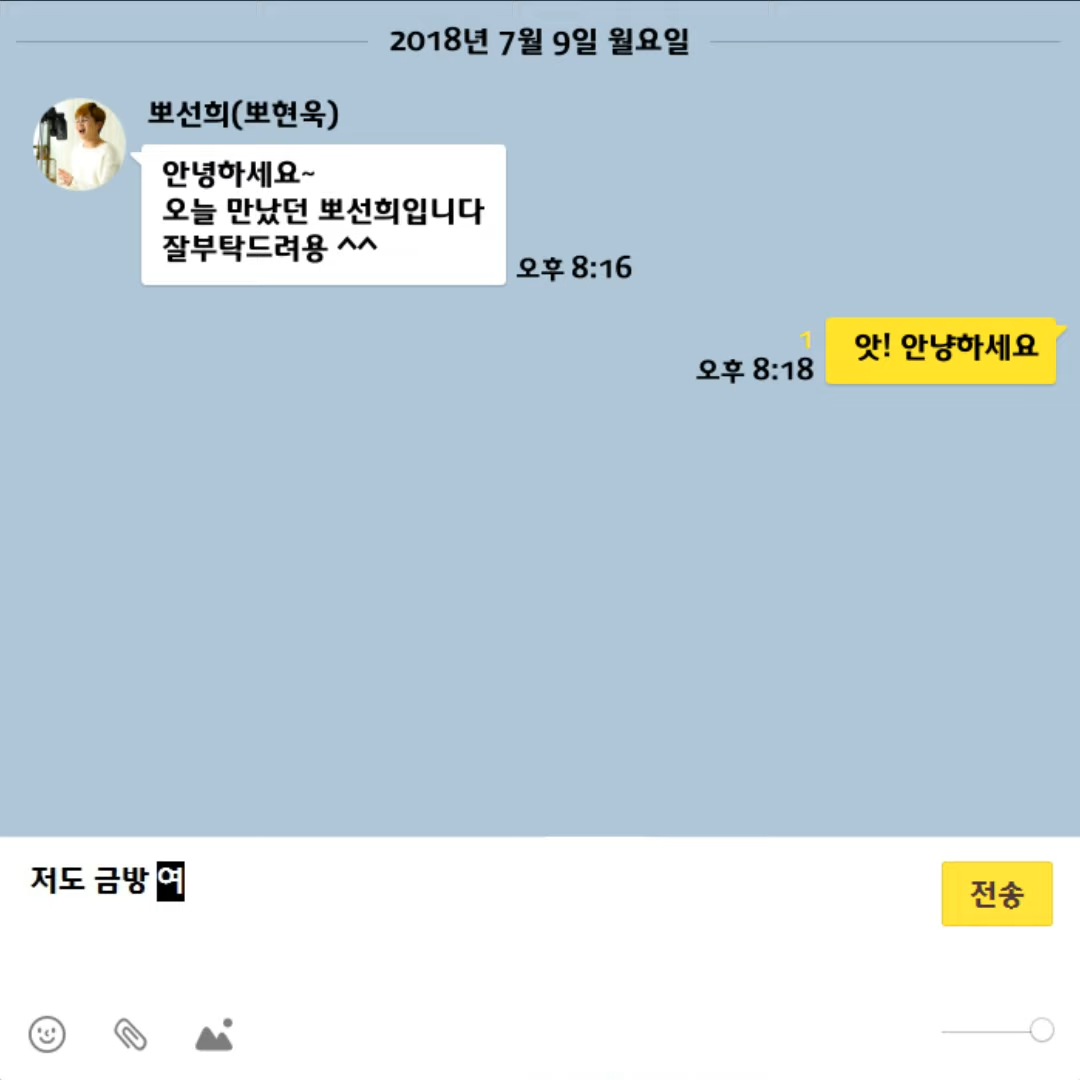 2018년 7월 9일 월요일
뽀선희(뽀현욱)
안녕하세요~
오늘 만났던 뽀선희입니다
잘부탁드려용 ^^
오후 8:16
1
오후 8:18
앗! 안냥하세요
저도 금방 여
전송